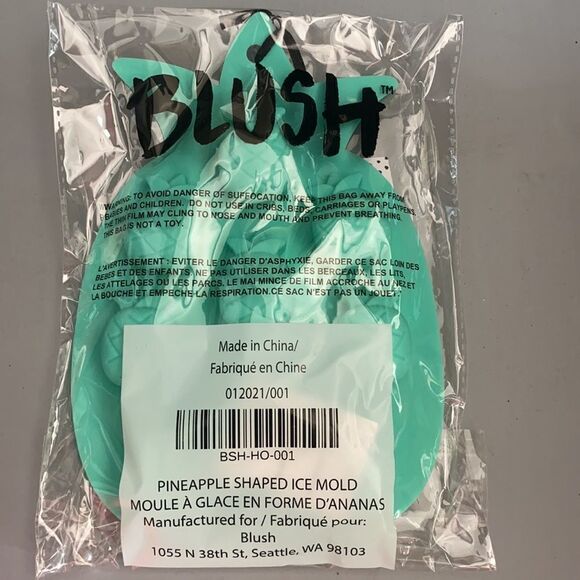 BLUSH™
WARNING: TO AVOID DANGER OF SUFFOCATION, KEEP THIS BAG AWAY FROM
BABIES AND CHILDREN. DO NOT USE IN CRIBS, BEDS, CARRIAGES OR PLAYPENS.
THE THIN FILM MAY CLING TO NOSE AND MOUTH AND PREVENT BREATHING.
THIS BAG IS NOT A TOY.
L'AVERTISSEMENT : EVITER LE DANGER D'ASPHYXIE, GARDER CE SAC LOIN DES
BEBES ET DES ENFANTS. NE PAS UTILISER DANS LES BERCEAUX, LES LITS,
LES ATTELAGES OU LES PARCS. LE MAI MINCE DE FILM ACCROCHE AU NEZ ET
LA BOUCHE ET EMPECHE LA RESPIRATION. CE SAC N'EST PAS UN JOUET.
Made in China/
Fabriqué en Chine
012021/001
BSH-HO-001
PINEAPPLE SHAPED ICE MOLD
MOULE À GLACE EN FORME D'ANANAS
Manufactured for / Fabriqué pour:
Blush
1055 N 38th St, Seattle, WA 98103